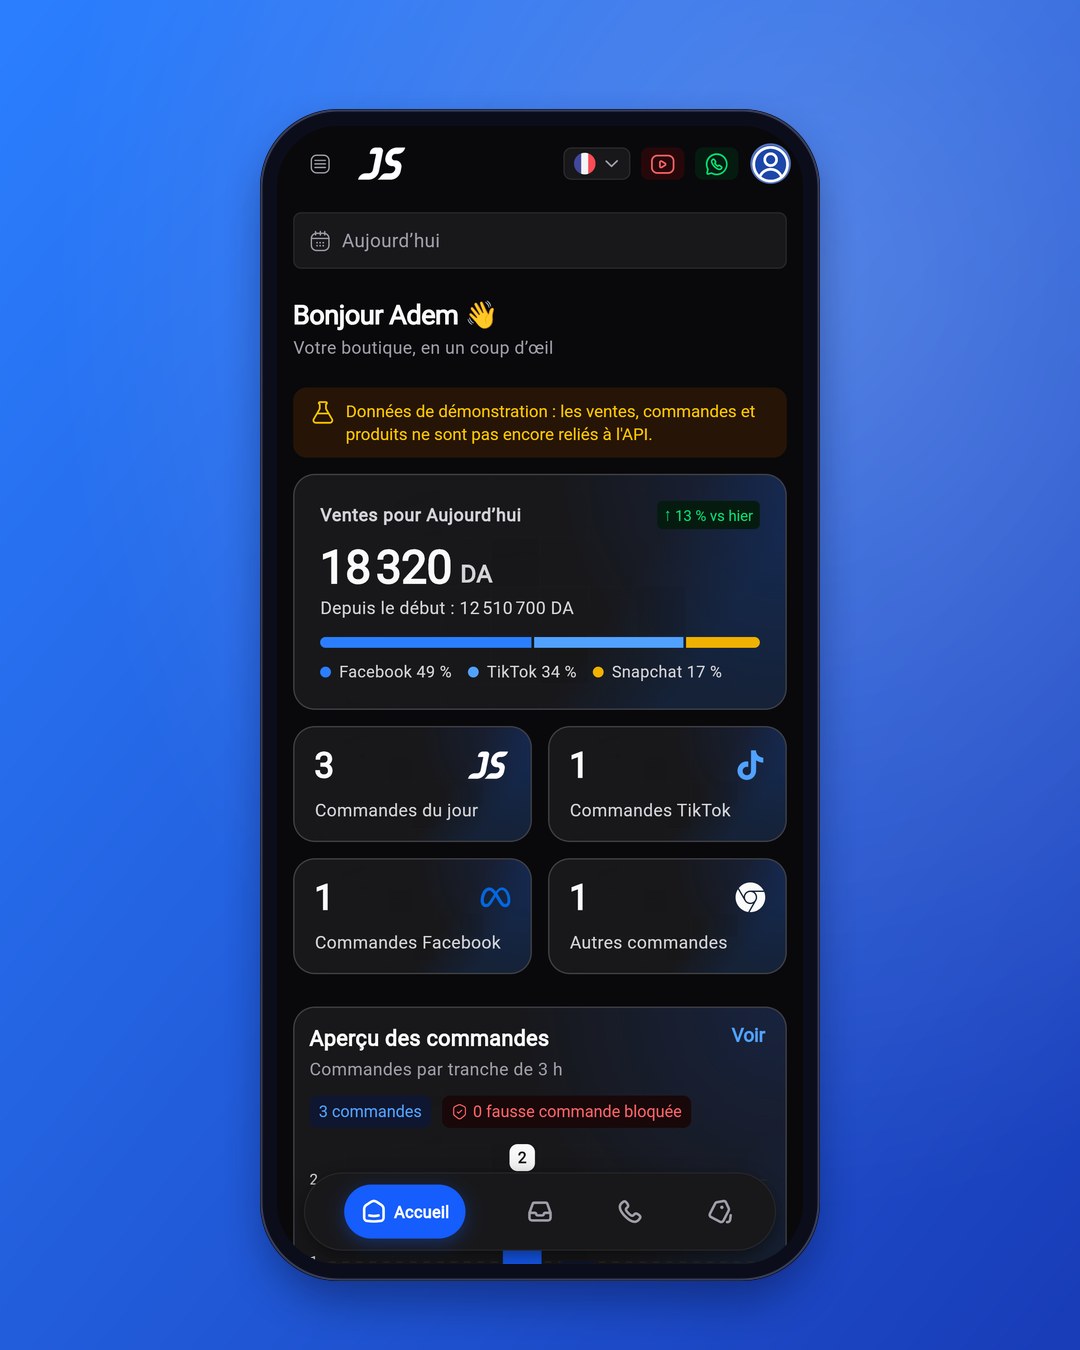 JS
Aujourd’hui
Bonjour Adem 👋
Votre boutique, en un coup d’œil
Données de démonstration : les ventes, commandes et
produits ne sont pas encore reliés à l'API.
Ventes pour Aujourd’hui
↑ 13 % vs hier
18 320 DA
Depuis le début : 12 510 700 DA
Facebook 49 % TikTok 34 % Snapchat 17 %
3
JS
Commandes du jour
1
Commandes TikTok
1
Commandes Facebook
1
Autres commandes
Aperçu des commandes
Voir
Commandes par tranche de 3 h
3 commandes
0 fausse commande bloquée
2
2
Accueil